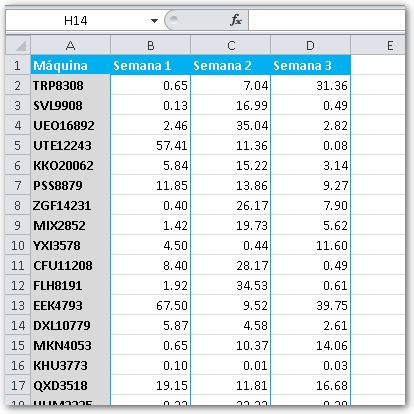 H14 fx
A B C D E
1 Máquina Semana 1 Semana 2 Semana 3
2 TRP8308 0.65 7.04 31.36
3 SVL9908 0.13 16.99 0.49
4 UEO16892 2.46 35.04 2.82
5 UTE12243 57.41 11.36 0.08
6 KKO20062 5.84 15.22 3.14
7 PSS8879 11.85 13.86 9.27
8 ZGF14231 0.40 26.17 7.90
9 MIX2852 1.42 19.73 5.62
10 YXI3578 4.50 0.44 11.60
11 CFU11208 8.40 28.17 0.49
12 FLH8191 1.92 34.53 0.61
13 EEK4793 67.50 9.52 39.75
14 DXL10779 5.87 4.58 2.61
15 MKN4053 0.65 10.37 14.06
16 KHU3773 0.10 0.01 0.03
17 QXD3518 19.15 11.81 16.68